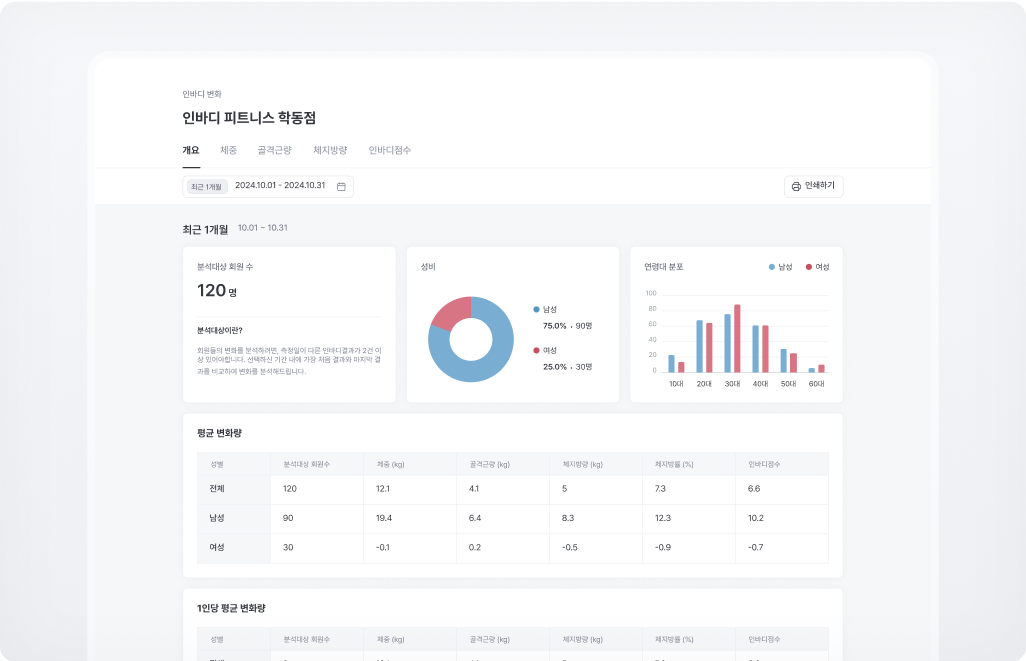 인바디 변화
인바디 피트니스 학동점
개요 체중 골격근량 체지방량 인바디점수
최근 1개월 2024.10.01 - 2024.10.31 인쇄하기
최근 1개월 10.01 ~ 10.31
분석대상 회원 수
120 명
분석대상이란?
회원들의 변화를 분석하려면, 측정일이 다른 인바디결과가 2건 이
상 있어야합니다. 선택하신 기간 내에 가장 처음 결과와 마지막 결
과를 비교하여 변화를 분석해드립니다.
성비
남성
75.0% • 90명
여성
25.0% • 30명
연령대 분포 남성 여성
100
80
60
40
20
0
10대 20대 30대 40대 50대 60대
평균 변화량
성별 분석대상 회원수 체중 (kg) 골격근량 (kg) 체지방량 (kg) 체지방률 (%) 인바디점수
전체 120 12.1 4.1 5 7.3 6.6
남성 90 19.4 6.4 8.3 12.3 10.2
여성 30 -0.1 0.2 -0.5 -0.9 -0.7
1인당 평균 변화량
성별 분석대상 회원수 체중 (kg) 골격근량 (kg) 체지방량 (kg) 체지방률 (%) 인바디점수